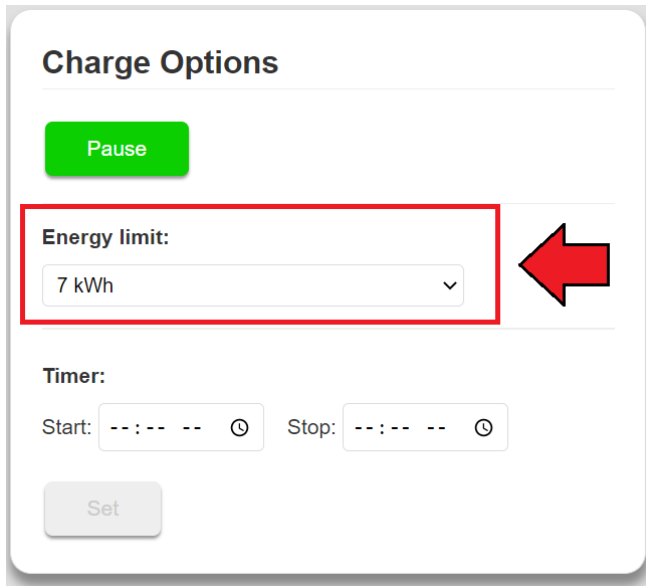 Charge Options
Pause
Energy limit:
7 kWh
Timer:
Start: --:-- -- Stop: --:-- --
Set